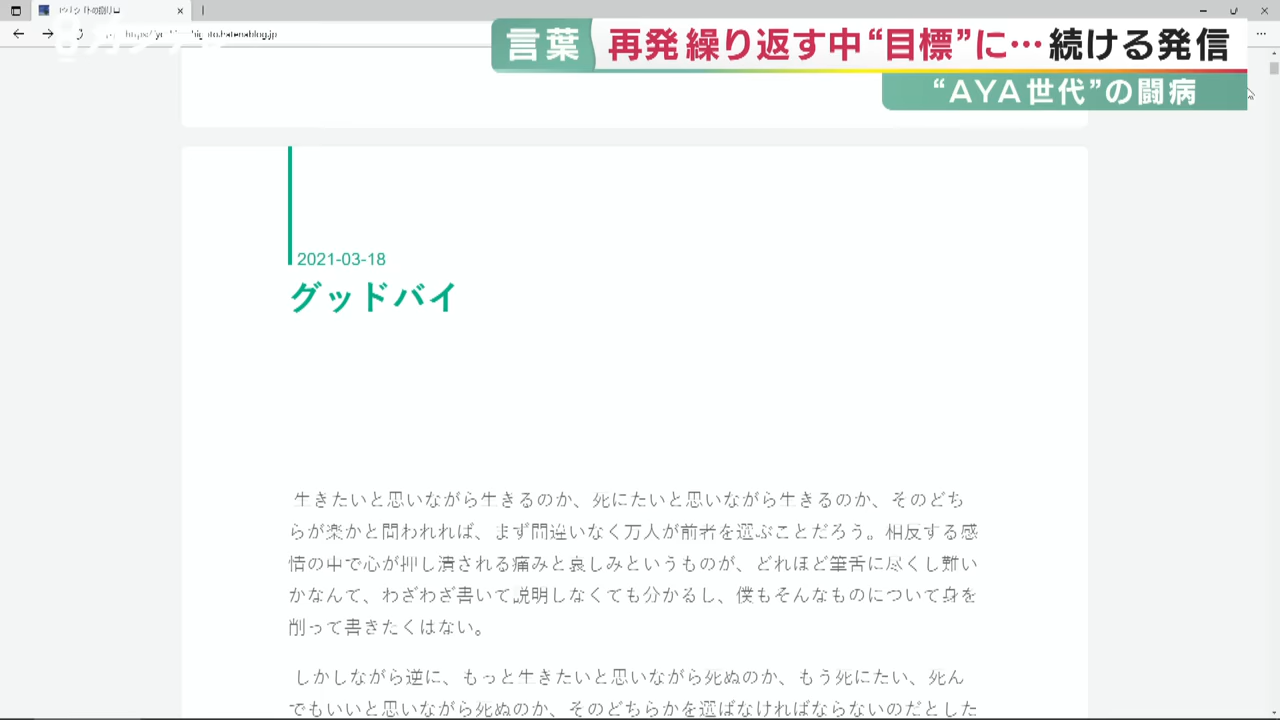 言葉
再発繰り返す中“目標”に…続ける発信
“AYA世代”の闘病
2021-03-18
グッドバイ
生きたいと思いながら生きるのか、死にたいと思いながら生きるのか、そのどち
らが楽かと問われれば、まず間違いなく万人が前者を選ぶことだろう。相反する感
情の中で心が押し潰される痛みと哀しみというものが、どれほど筆舌に尽くし難い
かなんて、わざわざ書いて説明しなくても分かるし、僕もそんなものについて身を
削って書きたくはない。
しかしながら逆に、もっと生きたいと思いながら死ぬのか、もう死にたい、死ん
でもいいと思いながら死ぬのか、そのどちらかを選ばなければならないのだとした